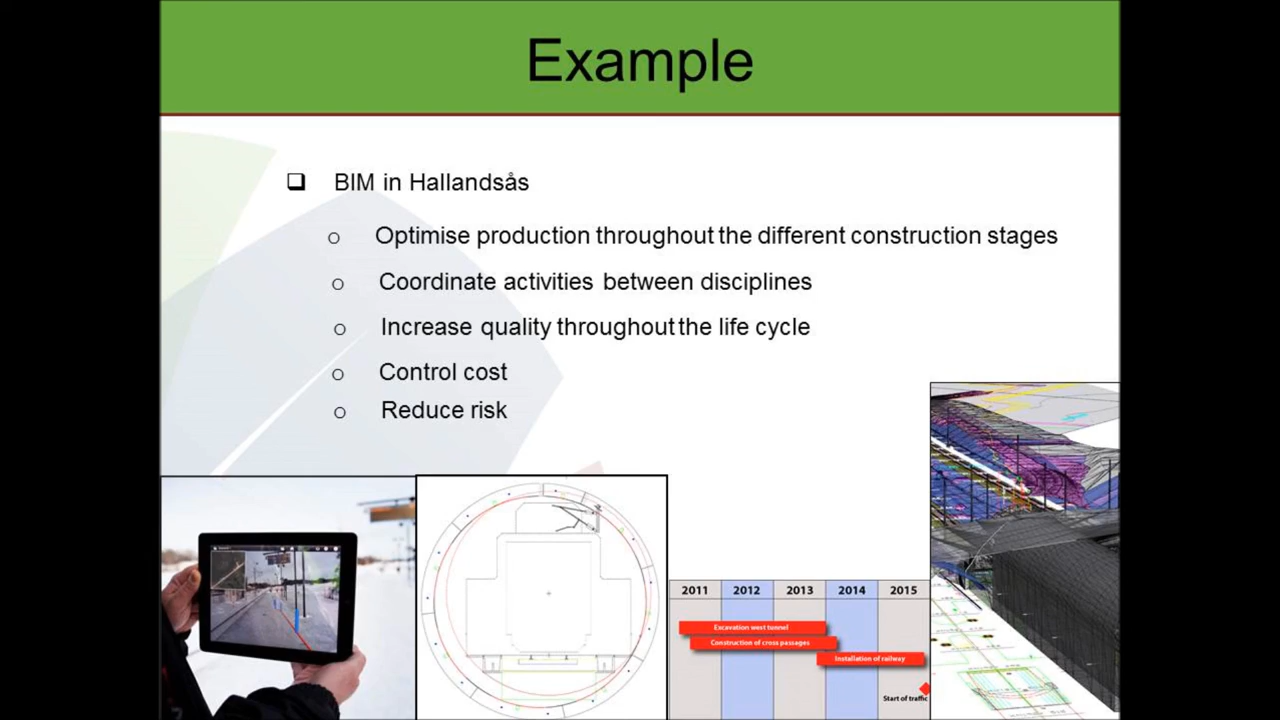 Example
BIM in Hallandsås
Optimise production throughout the different construction stages
Coordinate activities between disciplines
Increase quality throughout the life cycle
Control cost
Reduce risk
2011 2012 2013 2014 2015
Excavation west tunnel
Construction of cross passages
Installation of railway
Start of traffic